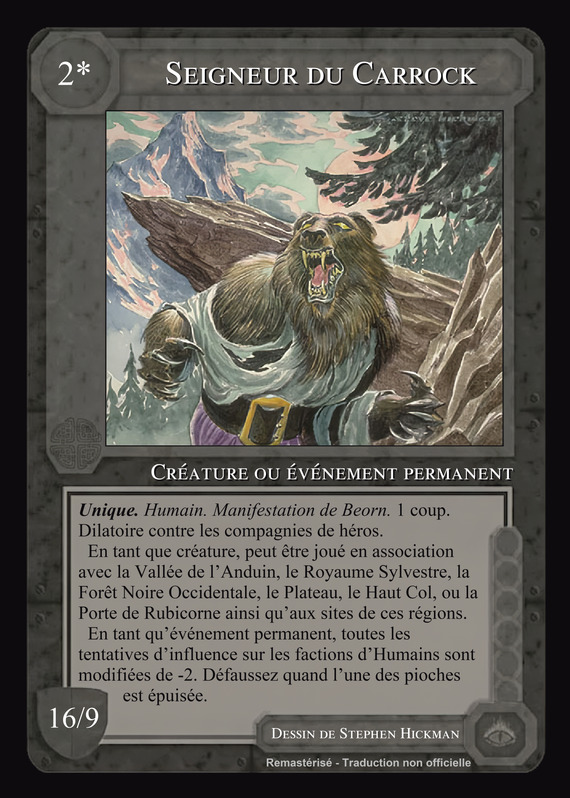 2*
Seigneur du Carrock
Créature ou événement permanent
Unique. Humain. Manifestation de Beorn. 1 coup.
Dilatoire contre les compagnies de héros.
En tant que créature, peut être joué en association
avec la Vallée de l'Anduin, le Royaume Sylvestre, la
Forêt Noire Occidentale, le Plateau, le Haut Col, ou la
Porte de Rubicorne ainsi qu'aux sites de ces régions.
En tant qu'événement permanent, toutes les
tentatives d'influence sur les factions d'Humains sont
modifiées de -2. Défaussez quand l'une des pioches
est épuisée.
16/9
Dessin de Stephen Hickman
Remastérisé - Traduction non officielle